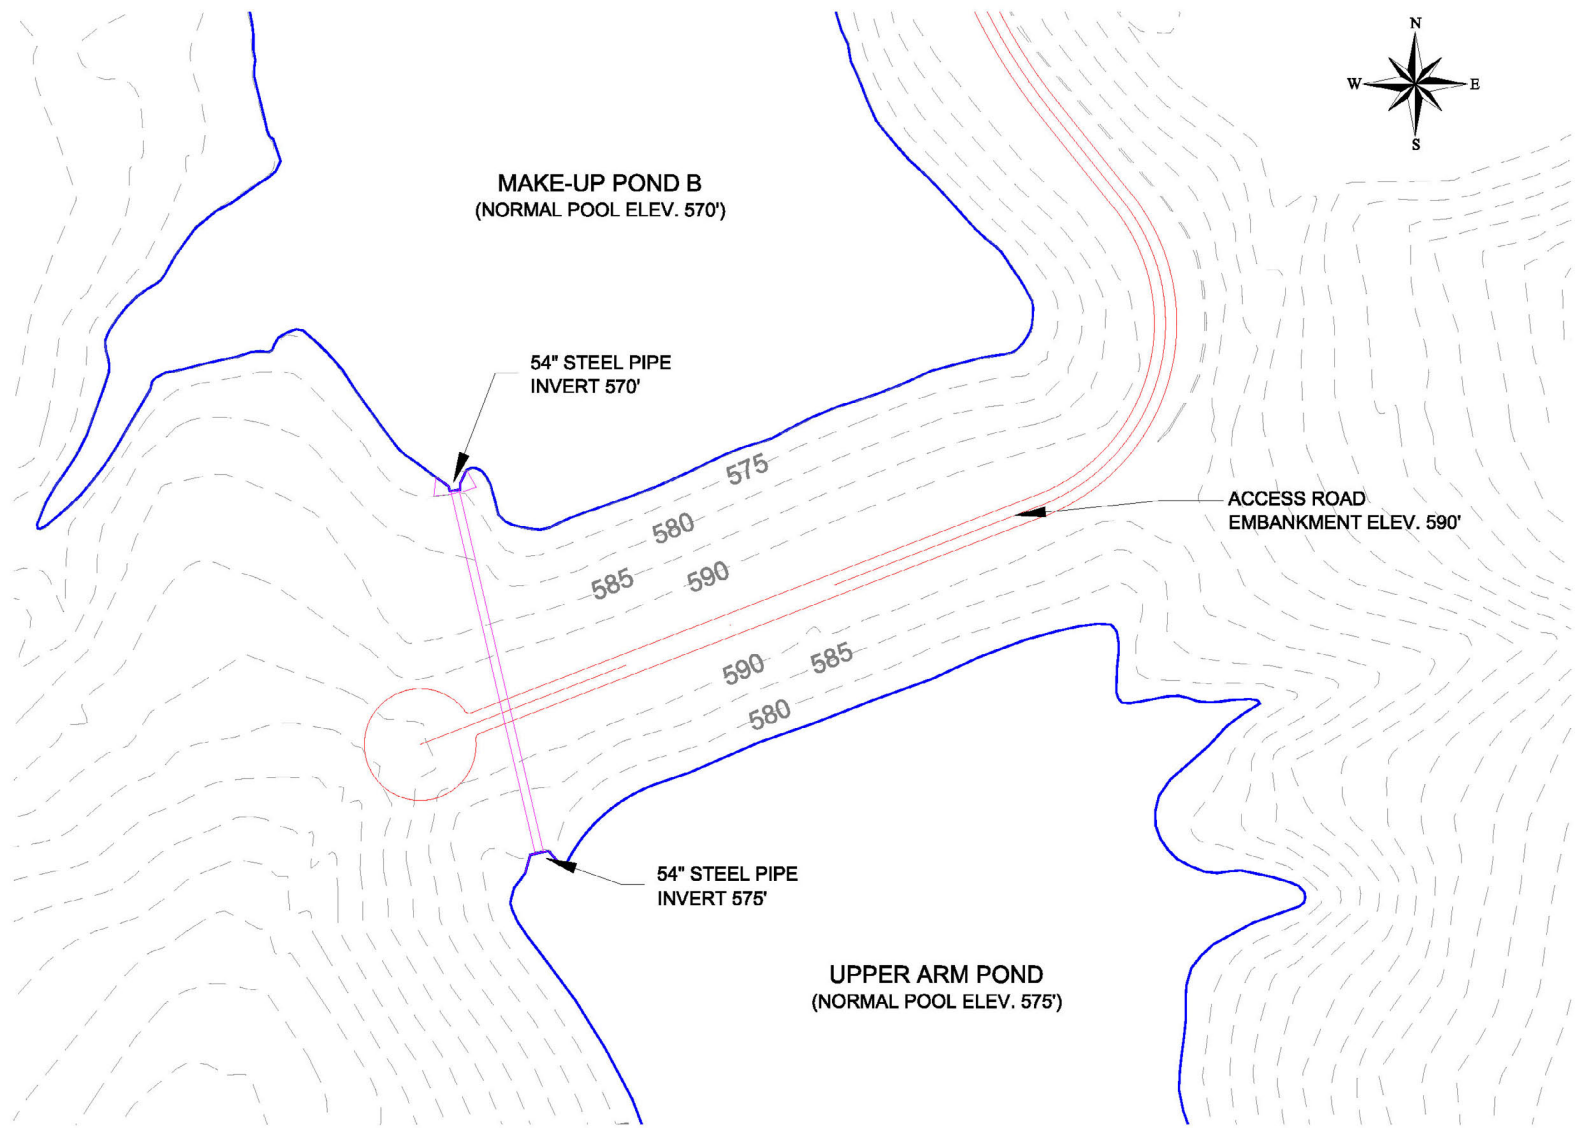 N
W E
S
MAKE-UP POND B
(NORMAL POOL ELEV. 570')
54" STEEL PIPE
INVERT 570'
575
580
585
590
ACCESS ROAD
EMBANKMENT ELEV. 590'
590
585
580
54" STEEL PIPE
INVERT 575'
UPPER ARM POND
(NORMAL POOL ELEV. 575')